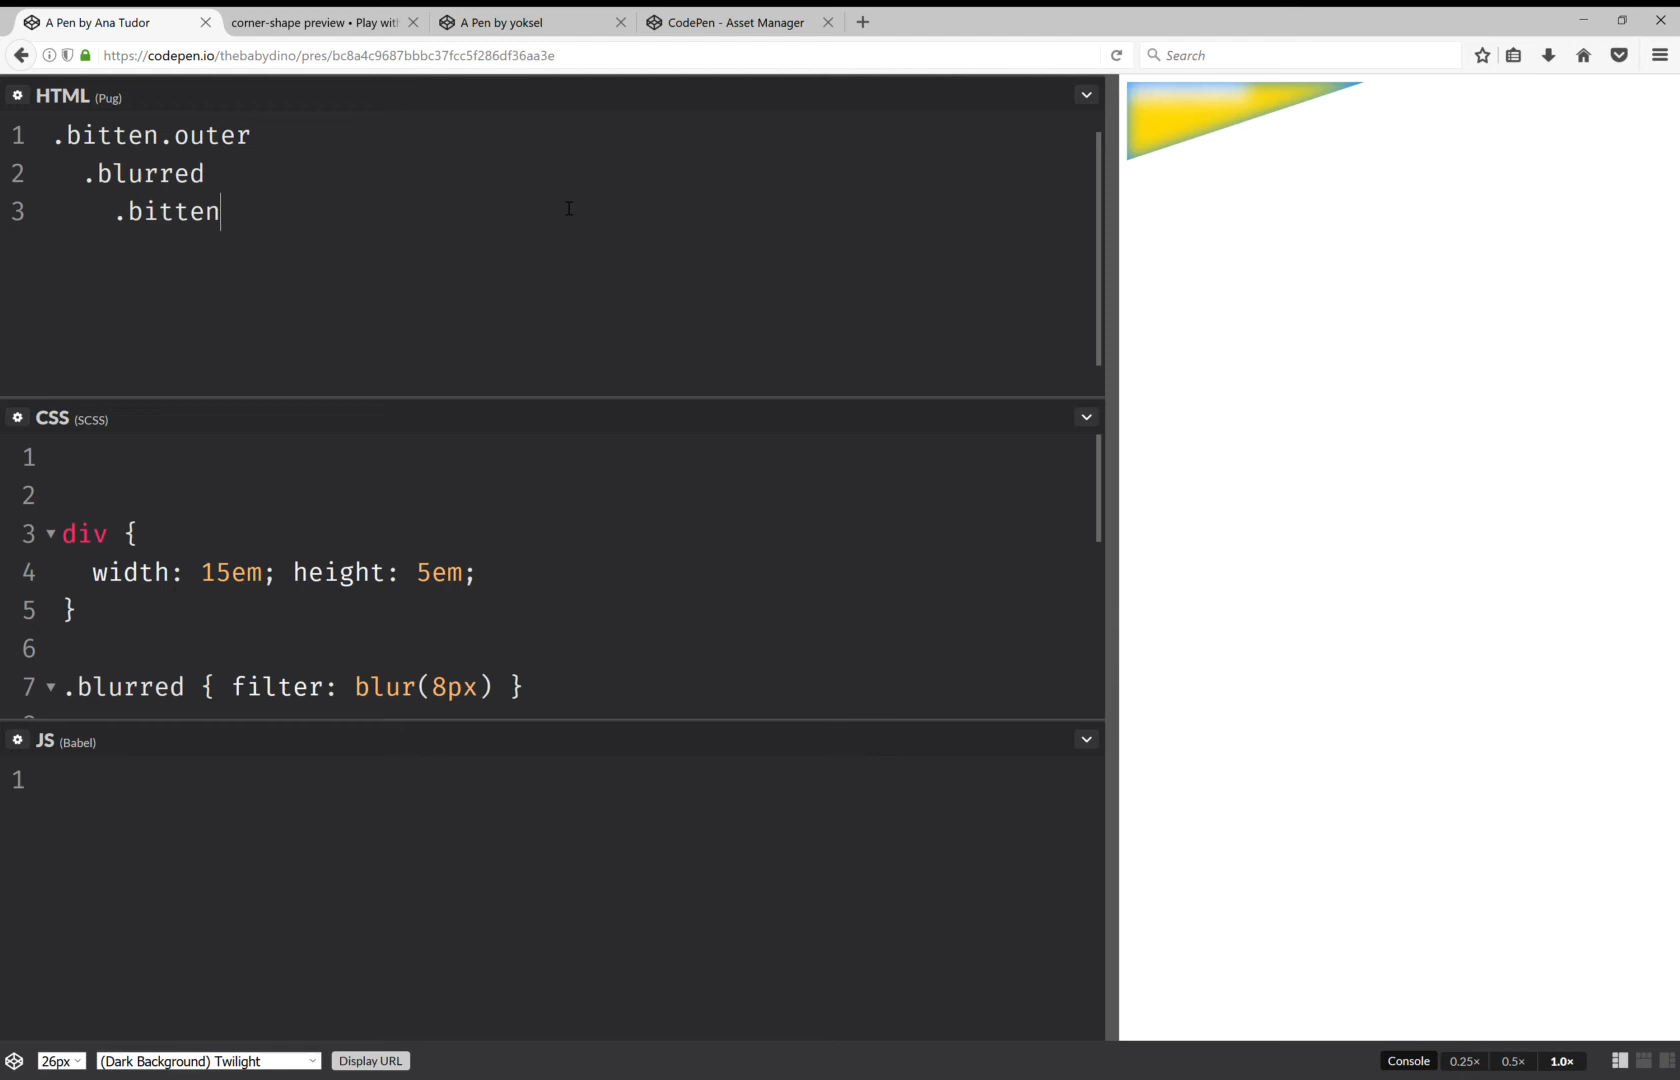 A Pen by Ana Tudor
corner-shape preview • Play wit
A Pen by yoksel
CodePen - Asset Manager
https://codepen.io/thebabydino/pres/bc8a4c9687bbbc37fcc5f286df36aa3e
Search
HTML (Pug)
1 .bitten.outer
2 .blurred
3 .bitten
CSS (SCSS)
1
2
3 div {
4 width: 15em; height: 5em;
5 }
6
7 .blurred { filter: blur(8px) }
JS (Babel)
1
26px
(Dark Background) Twilight
Display URL
Console
0.25×
0.5×
1.0×